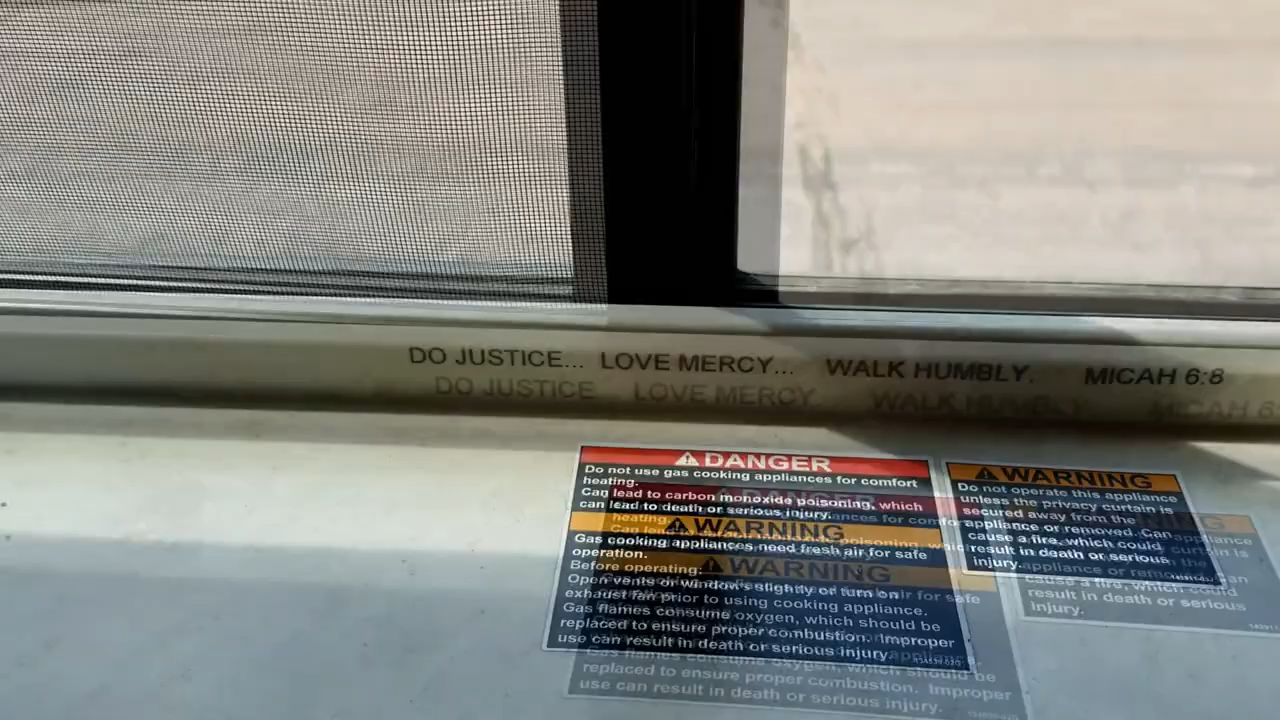 DO JUSTICE... LOVE MERCY... WALK HUMBLY. MICAH 6:8
DANGER
Do not use gas cooking appliances for comfort
heating.
Can lead to carbon monoxide poisoning, which
can lead to death or serious injury.
WARNING
Gas cooking appliances need fresh air for safe
operation.
Before operating:
Open vents or windows slightly or turn on
exhaust fan prior to using cooking appliance.
Gas flames consume oxygen, which should be
replaced to ensure proper combustion. Improper
use can result in death or serious injury.
WARNING
Do not operate this appliance
unless the privacy curtain is
secured away from the
appliance or removed. Can
cause a fire, which could
result in death or serious
injury.